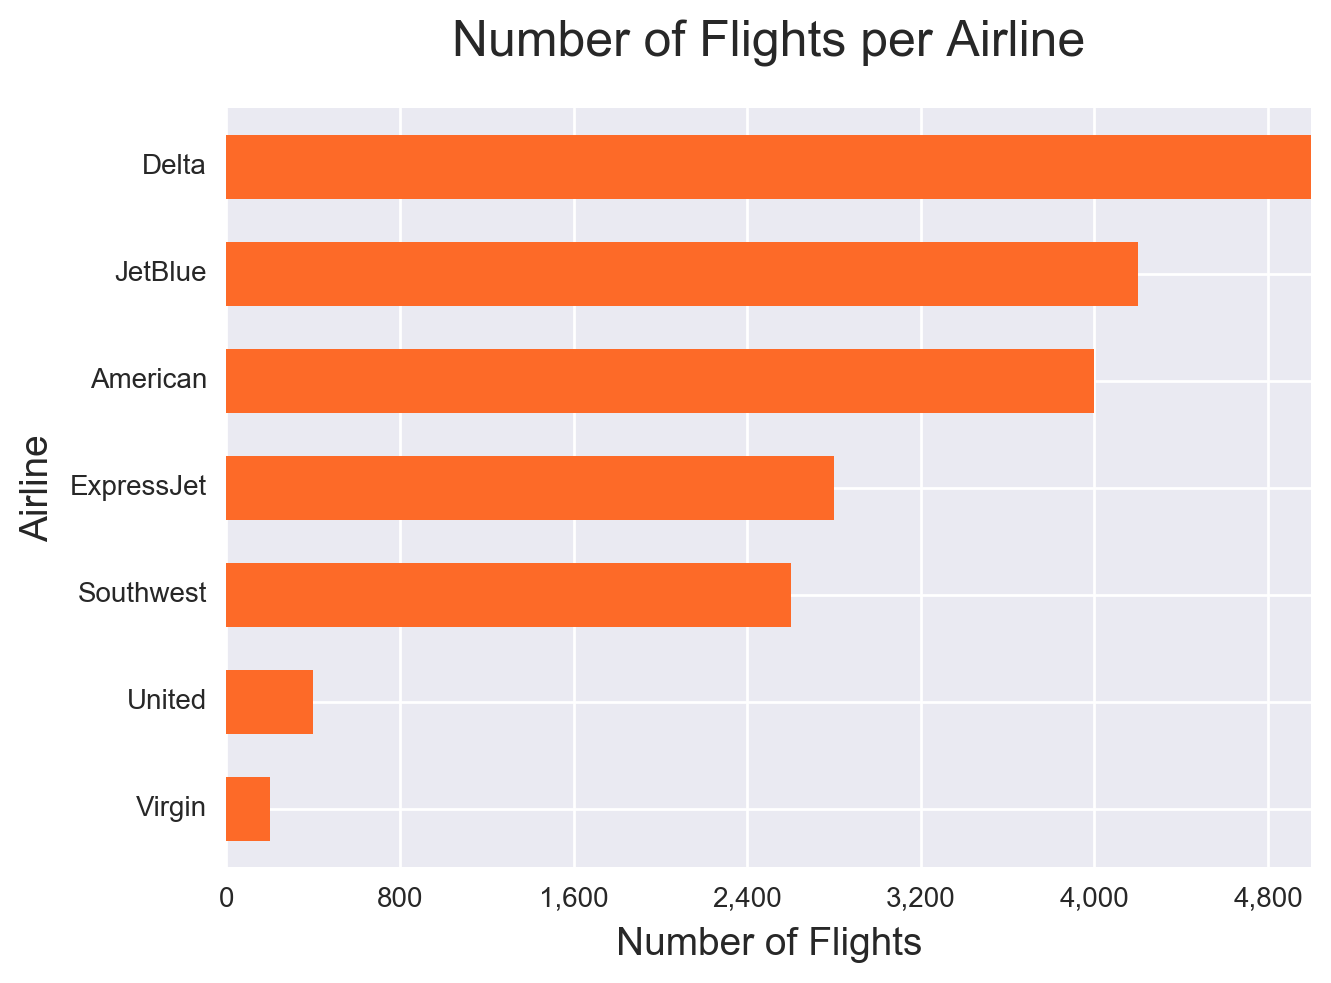 Number of Flights per Airline
Delta
JetBlue
American
ExpressJet
Southwest
United
Virgin
Airline
0 800 1,600 2,400 3,200 4,000 4,800
Number of Flights